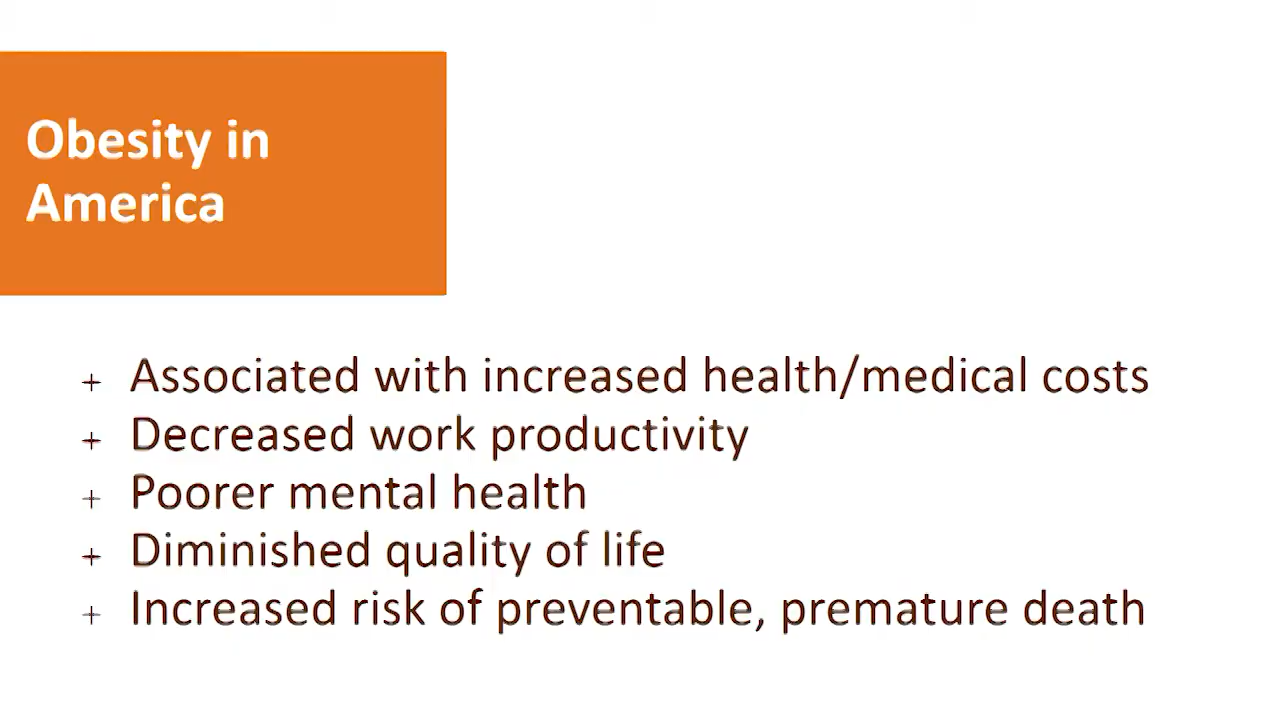 Obesity in
America
+ Associated with increased health/medical costs
+ Decreased work productivity
+ Poorer mental health
+ Diminished quality of life
+ Increased risk of preventable, premature death